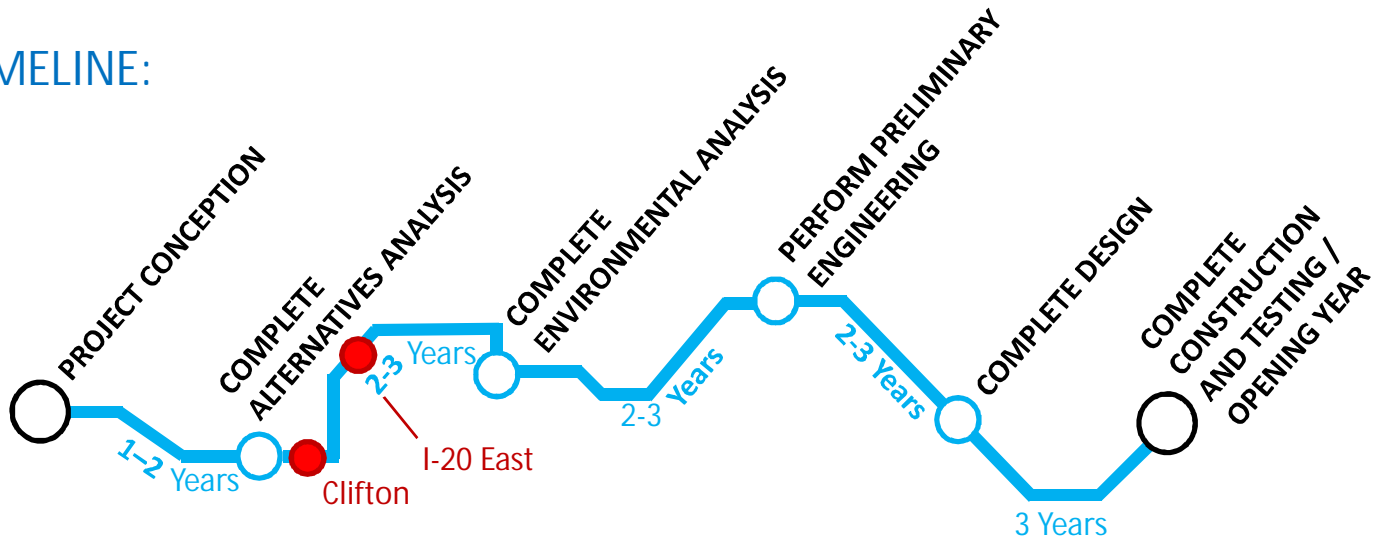 MELINE:
PROJECT CONCEPTION
COMPLETE
ALTERNATIVES ANALYSIS
COMPLETE
ENVIRONMENTAL ANALYSIS
PERFORM PRELIMINARY
ENGINEERING
COMPLETE DESIGN
COMPLETE
CONSTRUCTION
AND TESTING /
OPENING YEAR
1–2 Years
2-3 Years
2-3 Years
2-3 Years
3 Years
Clifton
I-20 East